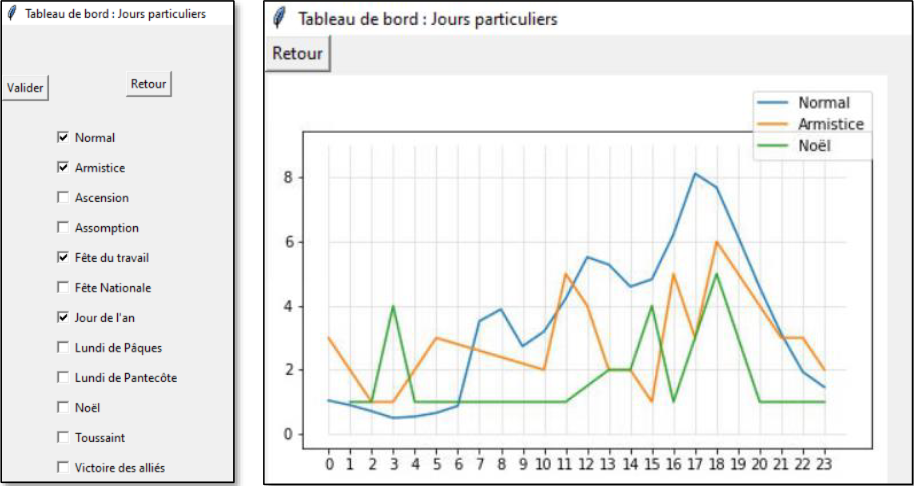 Tableau de bord : Jours particuliers
Valider
Retour
Normal
Armistice
Ascension
Assomption
Fête du travail
Fête Nationale
Jour de l'an
Lundi de Pâques
Lundi de Pantecôte
Noël
Toussaint
Victoire des alliés
Tableau de bord : Jours particuliers
Retour
Normal
Armistice
Noël
8
6
4
2
0
0 1 2 3 4 5 6 7 8 9 10 11 12 13 14 15 16 17 18 19 20 21 22 23